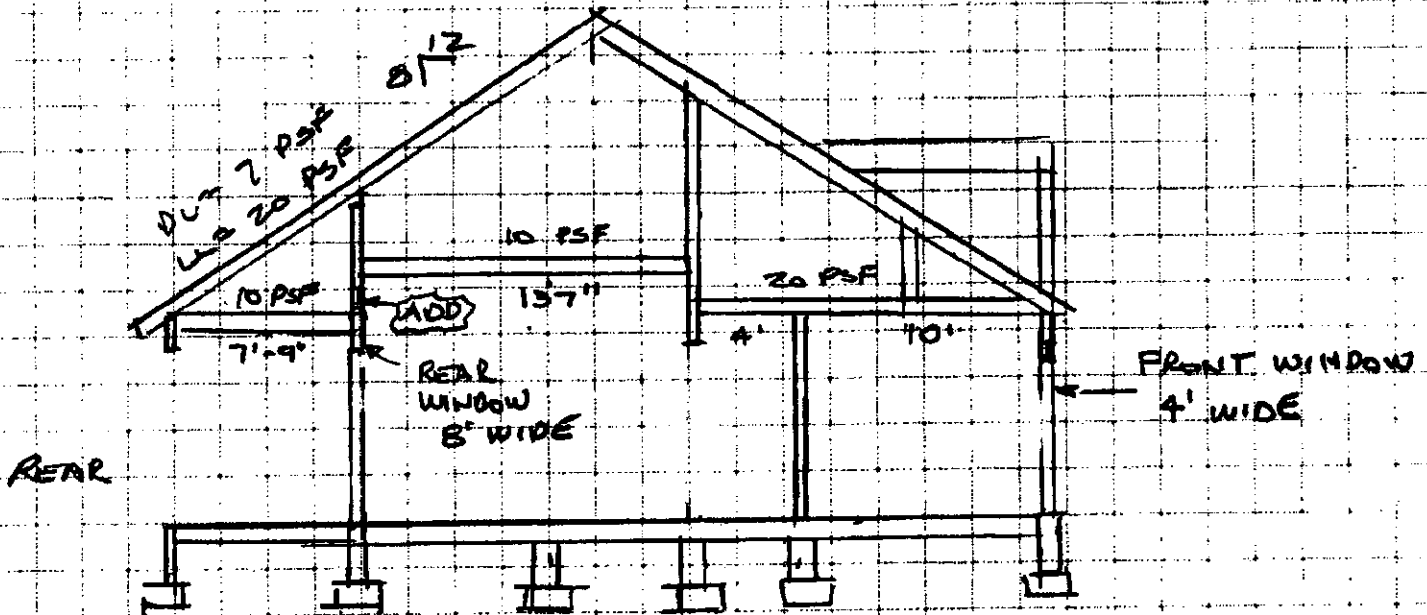 12
8
DL = 7 PSF
LL = 20 PSF
10 PSF
10 PSF
20 PSF
7'-9"
ADD
13'7"
4'
10'
REAR
WINDOW
8' WIDE
FRONT WINDOW
4' WIDE
REAR